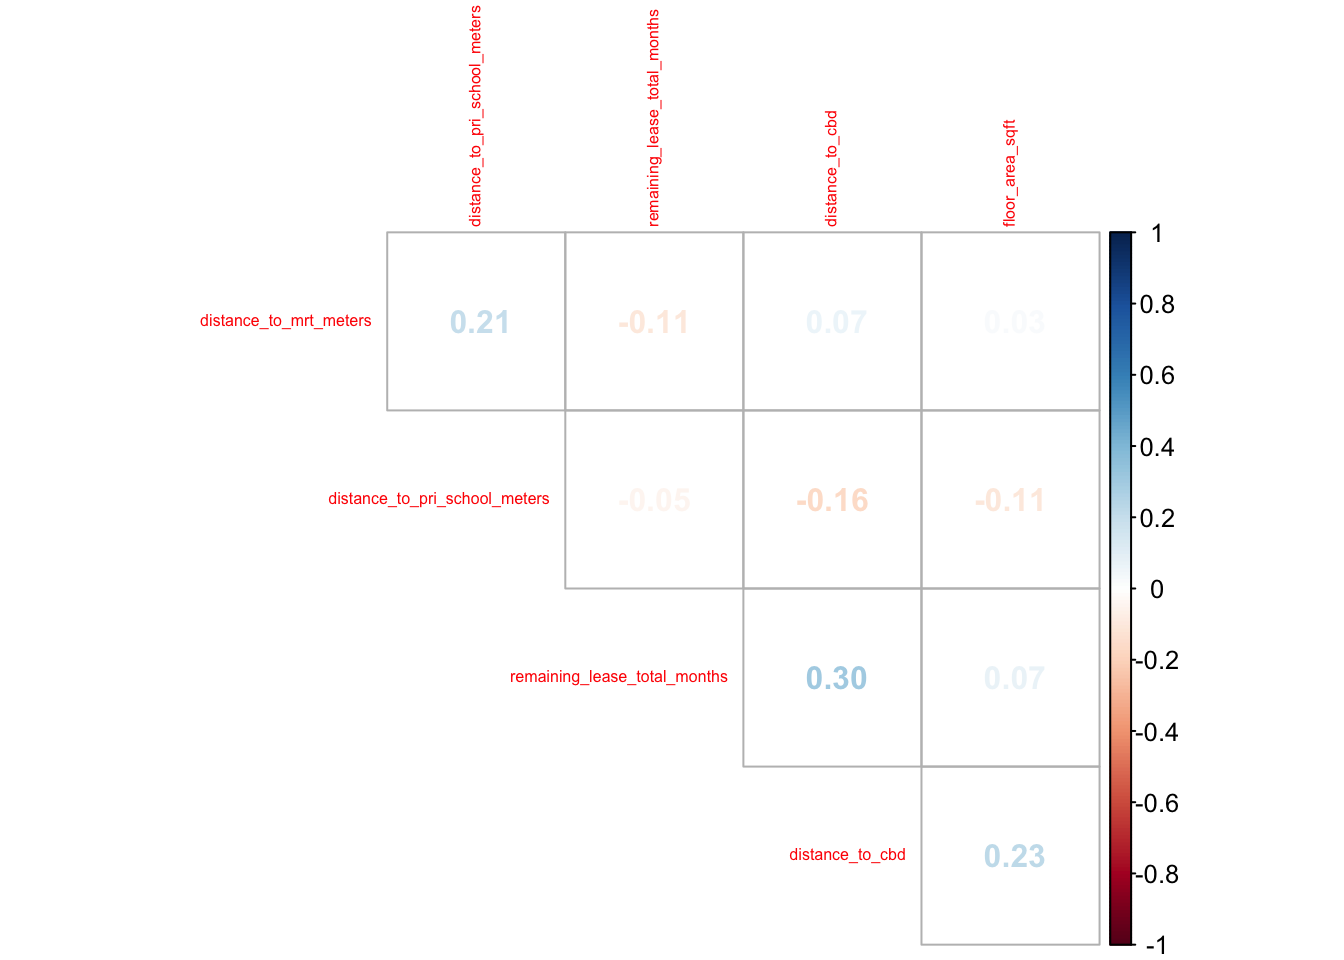 distance_to_pri_school_meters
remaining_lease_total_months
distance_to_cbd
floor_area_sqft
distance_to_mrt_meters 0.21 -0.11 0.07 0.03
distance_to_pri_school_meters -0.05 -0.16 -0.11
remaining_lease_total_months 0.30 0.07
distance_to_cbd 0.23
1
0.8
0.6
0.4
0.2
0
-0.2
-0.4
-0.6
-0.8
-1